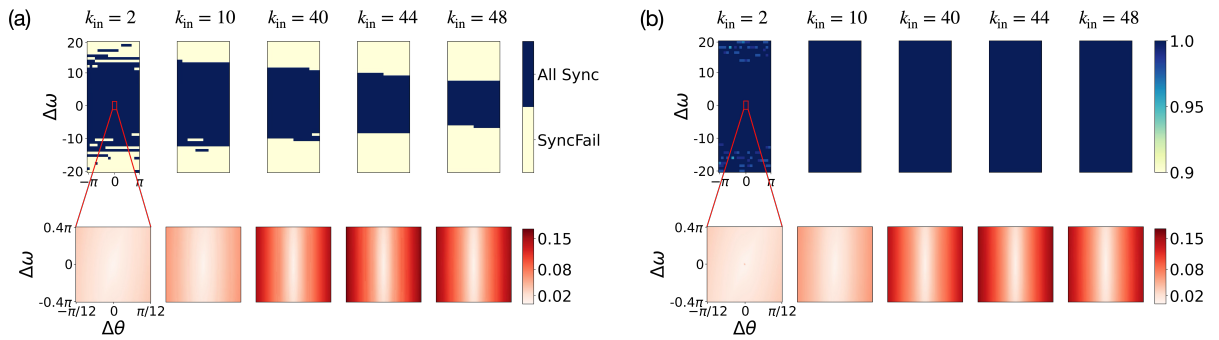 (a)
k_in = 2
k_in = 10
k_in = 40
k_in = 44
k_in = 48
20
10
0
-10
-20
Δω
−π 0 π
All Sync
SyncFail
0.4π
0
-0.4π
Δω
−π/12 0 π/12
Δθ
0.15
0.08
0.02
(b)
k_in = 2
k_in = 10
k_in = 40
k_in = 44
k_in = 48
20
10
0
-10
-20
Δω
−π 0 π
1.0
0.95
0.9
0.4π
0
-0.4π
Δω
−π/12 0 π/12
Δθ
0.15
0.08
0.02